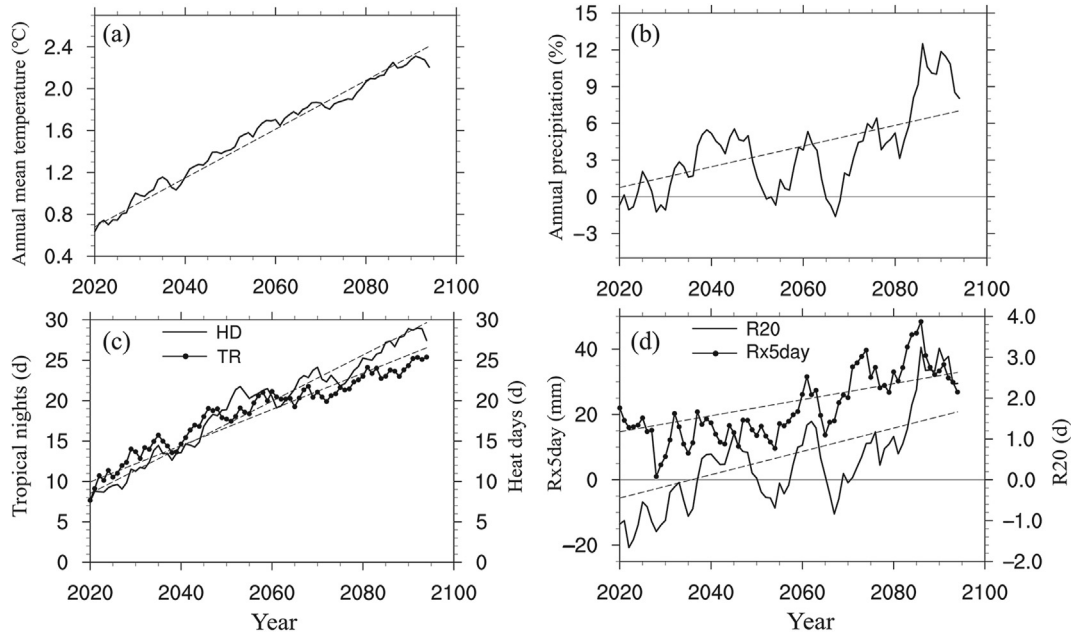 (a)
Annual mean temperature (°C)
2.4
2.0
1.6
1.2
0.8
0.4
2020 2040 2060 2080 2100
(b)
Annual precipitation (%)
15
12
9
6
3
0
−3
2020 2040 2060 2080 2100
(c)
HD
TR
Tropical nights (d)
30
25
20
15
10
5
0
30
25
20
15
10
5
0
Heat days (d)
2020 2040 2060 2080 2100
Year
(d)
R20
Rx5day
Rx5day (mm)
40
20
0
−20
4.0
3.0
2.0
1.0
0.0
−1.0
−2.0
R20 (d)
2020 2040 2060 2080 2100
Year